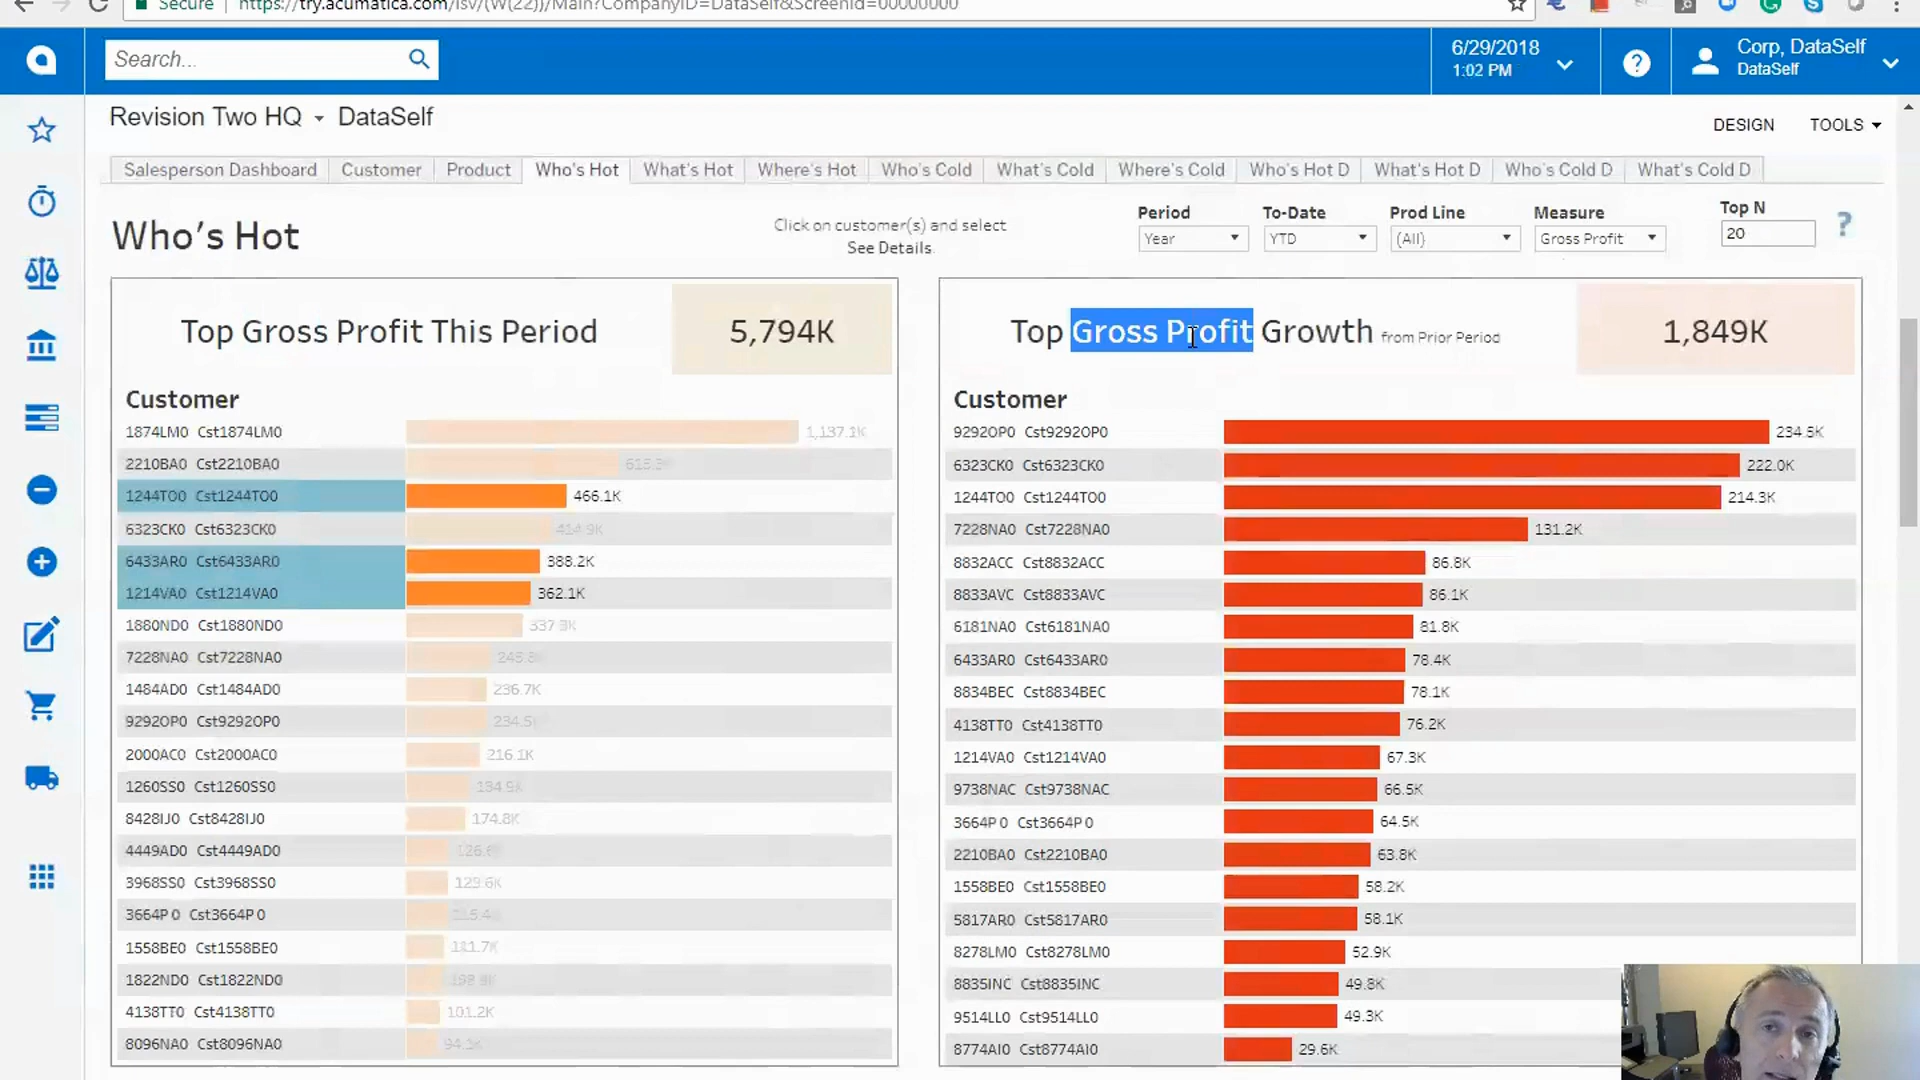 Secure https://try.acumatica.com/isv/(W(22))/Main?CompanyID=DataSelf&ScreenId=00000000
Search...
6/29/2018
1:02 PM
?
Corp, DataSelf
DataSelf
Revision Two HQ DataSelf
DESIGN TOOLS
Salesperson Dashboard Customer Product Who's Hot What's Hot Where's Hot Who's Cold What's Cold Where's Cold Who's Hot D What's Hot D Who's Cold D What's Cold D
Who's Hot
Click on customer(s) and select
See Details.
Period To-Date Prod Line Measure Top N
Year YTD (All) Gross Profit 20 ?
Top Gross Profit This Period 5,794K
Customer
1874LM0 Cst1874LM0 1,137.1K
2210BA0 Cst2210BA0
1244TO0 Cst1244TO0 466.1K
6323CK0 Cst6323CK0 414.9K
6433AR0 Cst6433AR0 388.2K
1214VA0 Cst1214VA0 362.1K
1880ND0 Cst1880ND0
7228NA0 Cst7228NA0
1484AD0 Cst1484AD0 236.7K
9292OP0 Cst9292OP0 234.5K
2000AC0 Cst2000AC0 216.1K
1260SS0 Cst1260SS0
8428IJ0 Cst8428IJ0 174.8K
4449AD0 Cst4449AD0
3968SS0 Cst3968SS0
3664P0 Cst3664P0
1558BE0 Cst1558BE0
1822ND0 Cst1822ND0
4138TT0 Cst4138TT0 101.2K
8096NA0 Cst8096NA0
Top Gross Profit Growth from Prior Period 1,849K
Customer
9292OP0 Cst9292OP0 234.5K
6323CK0 Cst6323CK0 222.0K
1244TO0 Cst1244TO0 214.3K
7228NA0 Cst7228NA0 131.2K
8832ACC Cst8832ACC 86.8K
8833AVC Cst8833AVC 86.1K
6181NA0 Cst6181NA0 81.8K
6433AR0 Cst6433AR0 78.4K
8834BEC Cst8834BEC 78.1K
4138TT0 Cst4138TT0 76.2K
1214VA0 Cst1214VA0 67.3K
9738NAC Cst9738NAC 66.5K
3664P0 Cst3664P0 64.5K
2210BA0 Cst2210BA0 63.8K
1558BE0 Cst1558BE0 58.2K
5817AR0 Cst5817AR0 58.1K
8278LM0 Cst8278LM0 52.9K
8835INC Cst8835INC 49.8K
9514LL0 Cst9514LL0 49.3K
8774AI0 Cst8774AI0 29.6K